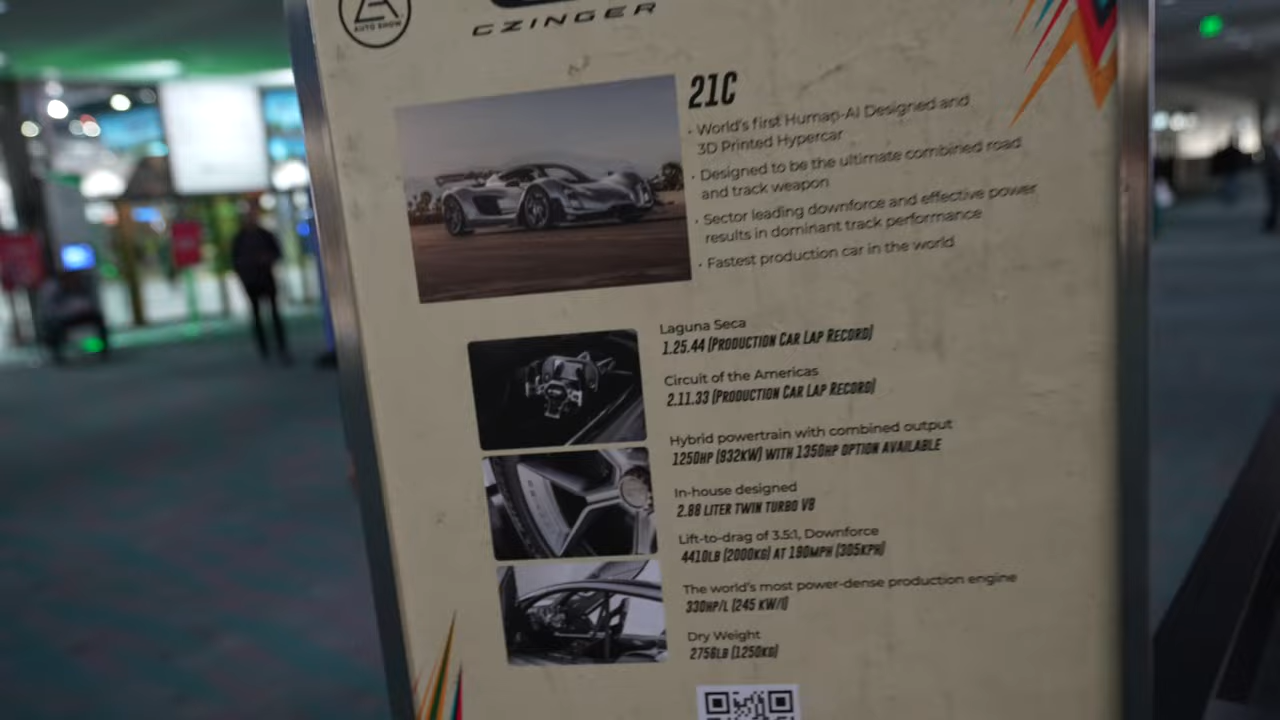 LA
AUTO SHOW
CZINGER
21C
• World's first Human-AI Designed and
3D Printed Hypercar
• Designed to be the ultimate combined road
and track weapon
• Sector leading downforce and effective power
results in dominant track performance
• Fastest production car in the world
Laguna Seca
1.25.44 (PRODUCTION CAR LAP RECORD)
Circuit of the Americas
2.11.33 (PRODUCTION CAR LAP RECORD)
Hybrid powertrain with combined output
1250HP (932KW) WITH 1350HP OPTION AVAILABLE
In-house designed
2.88 LITER TWIN TURBO V8
Lift-to-drag of 3.5:1, Downforce
4410LB (2000KG) AT 190MPH (305KPH)
The world's most power-dense production engine
330HP/L (245 KW/l)
Dry Weight
2756LB (1250KG)